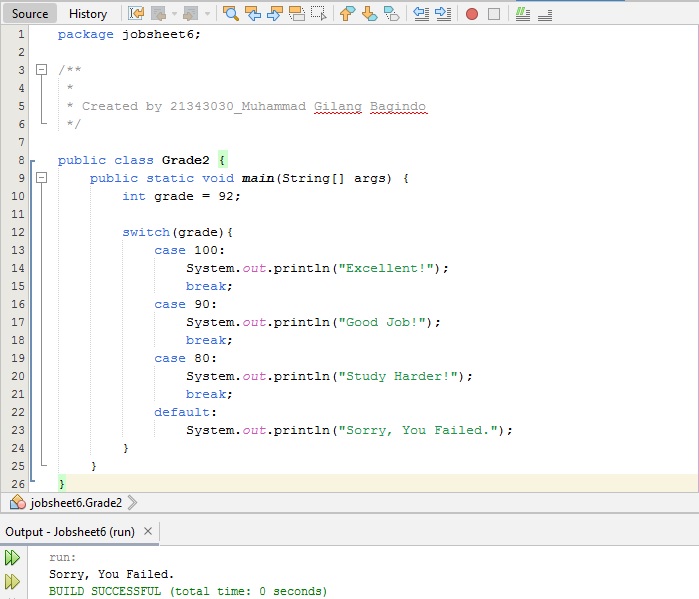 Source History
1 package jobsheet6;
2
3 /**
4 *
5 * Created by 21343030_Muhammad Gilang Bagindo
6 */
7
8 public class Grade2 {
9 public static void main(String[] args) {
10 int grade = 92;
11
12 switch(grade){
13 case 100:
14 System.out.println("Excellent!");
15 break;
16 case 90:
17 System.out.println("Good Job!");
18 break;
19 case 80:
20 System.out.println("Study Harder!");
21 break;
22 default:
23 System.out.println("Sorry, You Failed.");
24 }
25 }
26 }
jobsheet6.Grade2
Output - Jobsheet6 (run) ×
run:
Sorry, You Failed.
BUILD SUCCESSFUL (total time: 0 seconds)